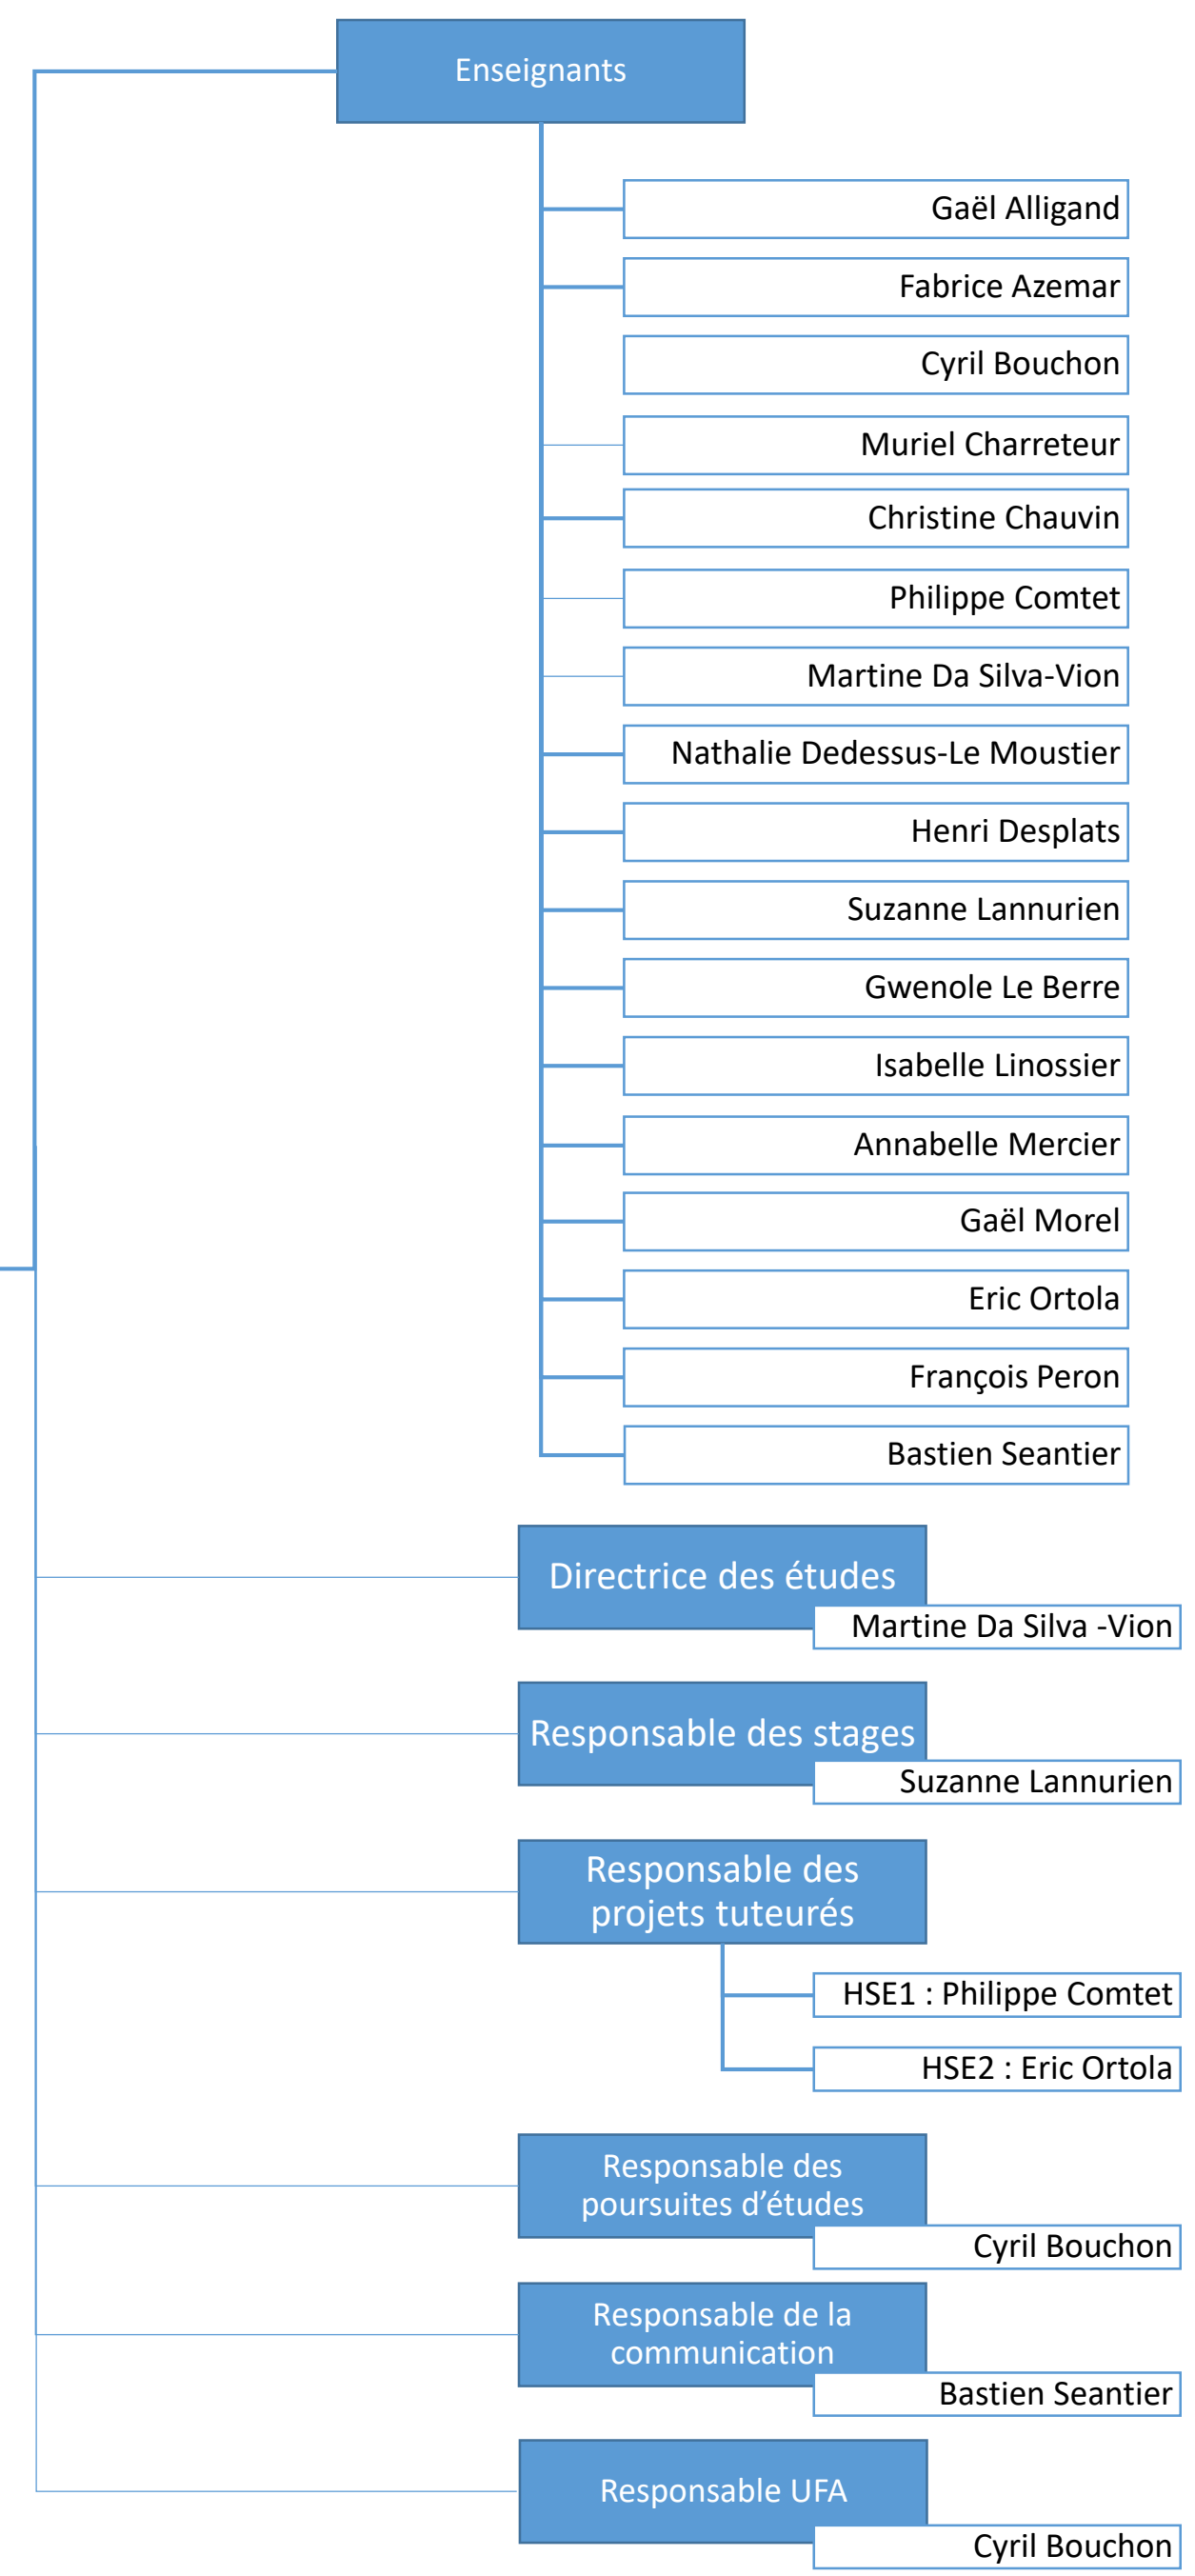 Enseignants
Gaël Alligand
Fabrice Azemar
Cyril Bouchon
Muriel Charreteur
Christine Chauvin
Philippe Comtet
Martine Da Silva-Vion
Nathalie Dedessus-Le Moustier
Henri Desplats
Suzanne Lannurien
Gwenole Le Berre
Isabelle Linossier
Annabelle Mercier
Gaël Morel
Eric Ortola
François Peron
Bastien Seantier
Directrice des études
Martine Da Silva -Vion
Responsable des stages
Suzanne Lannurien
Responsable des
projets tuteurés
HSE1 : Philippe Comtet
HSE2 : Eric Ortola
Responsable des
poursuites d’études
Cyril Bouchon
Responsable de la
communication
Bastien Seantier
Responsable UFA
Cyril Bouchon